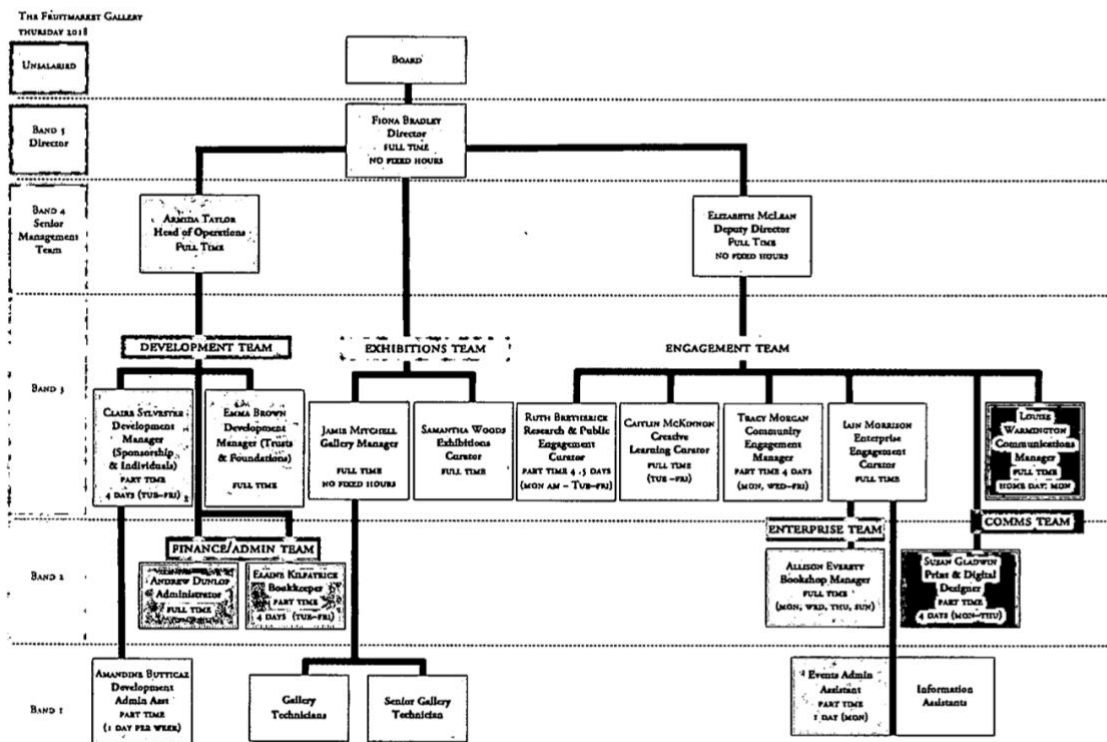 THE FRUITMARKET GALLERY
THURSDAY 2018
UNSALARIED
BOARD
BAND 5
Director
FIONA BRADLEY
Director
FULL TIME
NO FIXED HOURS
BAND 4
Senior
Management
Team
ARMIDA TAYLOR
Head of Operations
FULL TIME
ELIZABETH MCLEAN
Deputy Director
FULL TIME
NO FIXED HOURS
BAND 3
DEVELOPMENT TEAM
EXHIBITIONS TEAM
ENGAGEMENT TEAM
CLAIRE SYLVESTER
Development
Manager
(Sponsorship
& Individuals)
PART TIME
4 DAYS (TUE–FRI)
EMMA BROWN
Development
Manager (Trusts
& Foundations)
FULL TIME
JAMIE MITCHELL
Gallery Manager
FULL TIME
NO FIXED HOURS
SAMANTHA WOODS
Exhibitions
Curator
FULL TIME
RUTH BRETHERICK
Research & Public
Engagement
Curator
PART TIME 4.5 DAYS
(MON AM – TUE–FRI)
CAITLIN MCKINNON
Creative
Learning Curator
FULL TIME
(TUE–FRI)
TRACY MORGAN
Community
Engagement
Manager
PART TIME 4 DAYS
(MON, WED–FRI)
IAIN MORRISON
Enterprise
Engagement
Curator
FULL TIME
LOUISE
WARMINGTON
Communications
Manager
FULL TIME
HOME DAY: MON
BAND 2
FINANCE/ADMIN TEAM
ENTERPRISE TEAM
COMMS TEAM
ANDREW DUNLOP
Administrator
FULL TIME
ELAINE KILPATRICK
Bookkeeper
PART TIME
4 DAYS (TUE–FRI)
ALLISON EVERETT
Bookshop Manager
FULL TIME
(MON, WED, THU, SUN)
SUSAN GLADWIN
Print & Digital
Designer
PART TIME
4 DAYS (MON–THU)
BAND 1
AMANDINE BUTTICAZ
Development
Admin Asst
PART TIME
(1 DAY PER WEEK)
Gallery
Technicians
Senior Gallery
Technician
Events Admin
Assistant
PART TIME
1 DAY (MON)
Information
Assistants